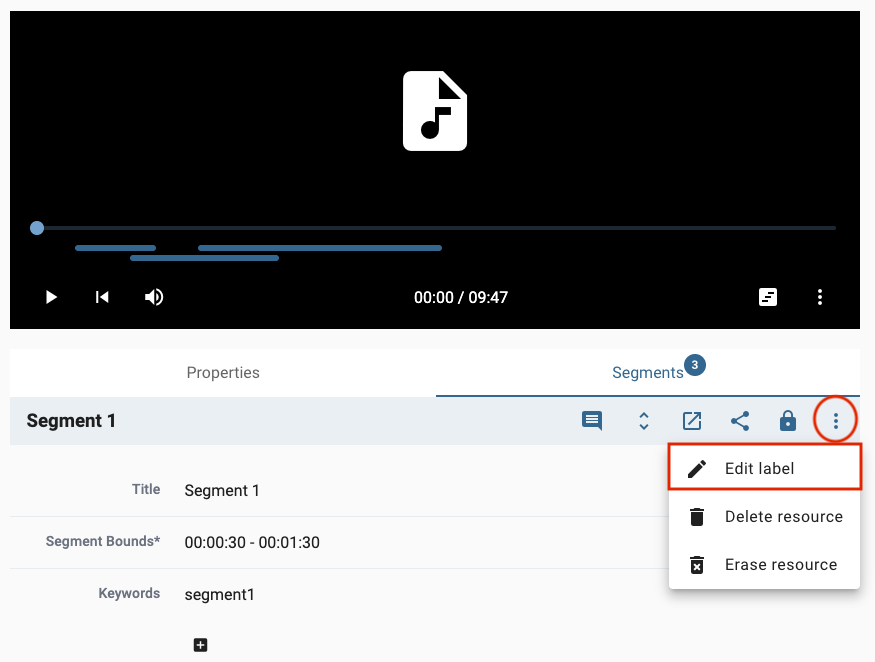 00:00 / 09:47
Properties
Segments 3
Segment 1
Edit label
Delete resource
Erase resource
Title Segment 1
Segment Bounds* 00:00:30 - 00:01:30
Keywords segment1